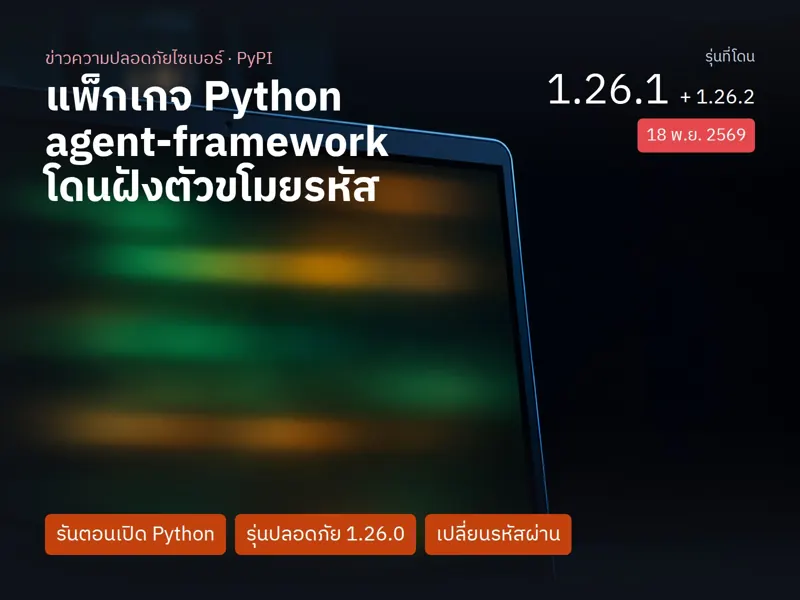 ข่าวความปลอดภัยไซเบอร์ · PyPI
แพ็กเกจ Python
agent-framework
โดนฝังตัวขโมยรหัส
รุ่นที่โดน
1.26.1 + 1.26.2
18 พ.ย. 2569
รันตอนเปิด Python
รุ่นปลอดภัย 1.26.0
เปลี่ยนรหัสผ่าน